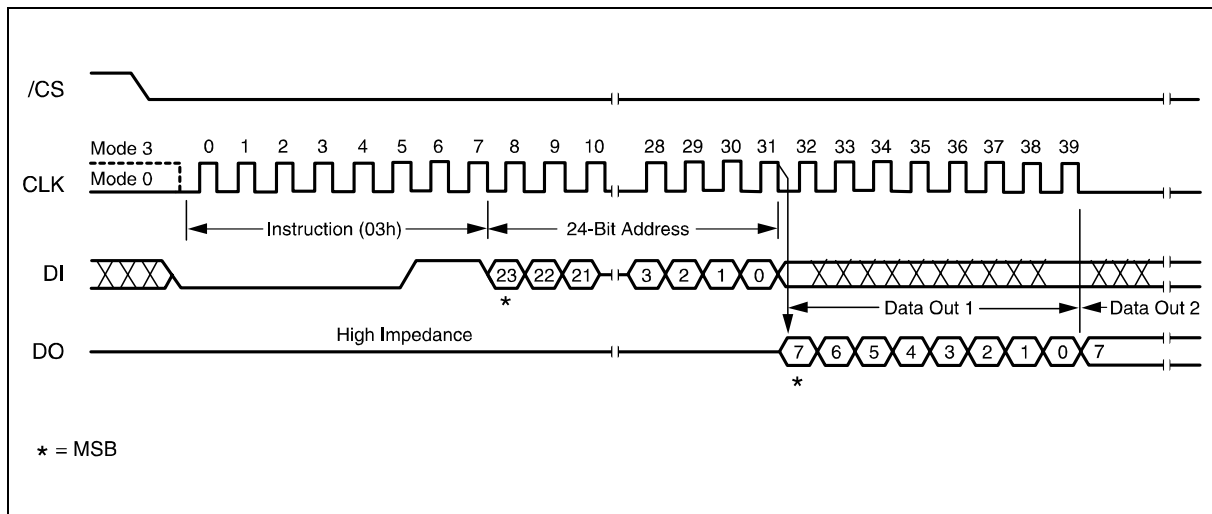 /CS
Mode 3
Mode 0
CLK
0 1 2 3 4 5 6 7 8 9 10 28 29 30 31 32 33 34 35 36 37 38 39
Instruction (03h) 24-Bit Address
DI
23 22 21 3 2 1 0
*
Data Out 1 Data Out 2
High Impedance
DO
7 6 5 4 3 2 1 0 7
*
* = MSB